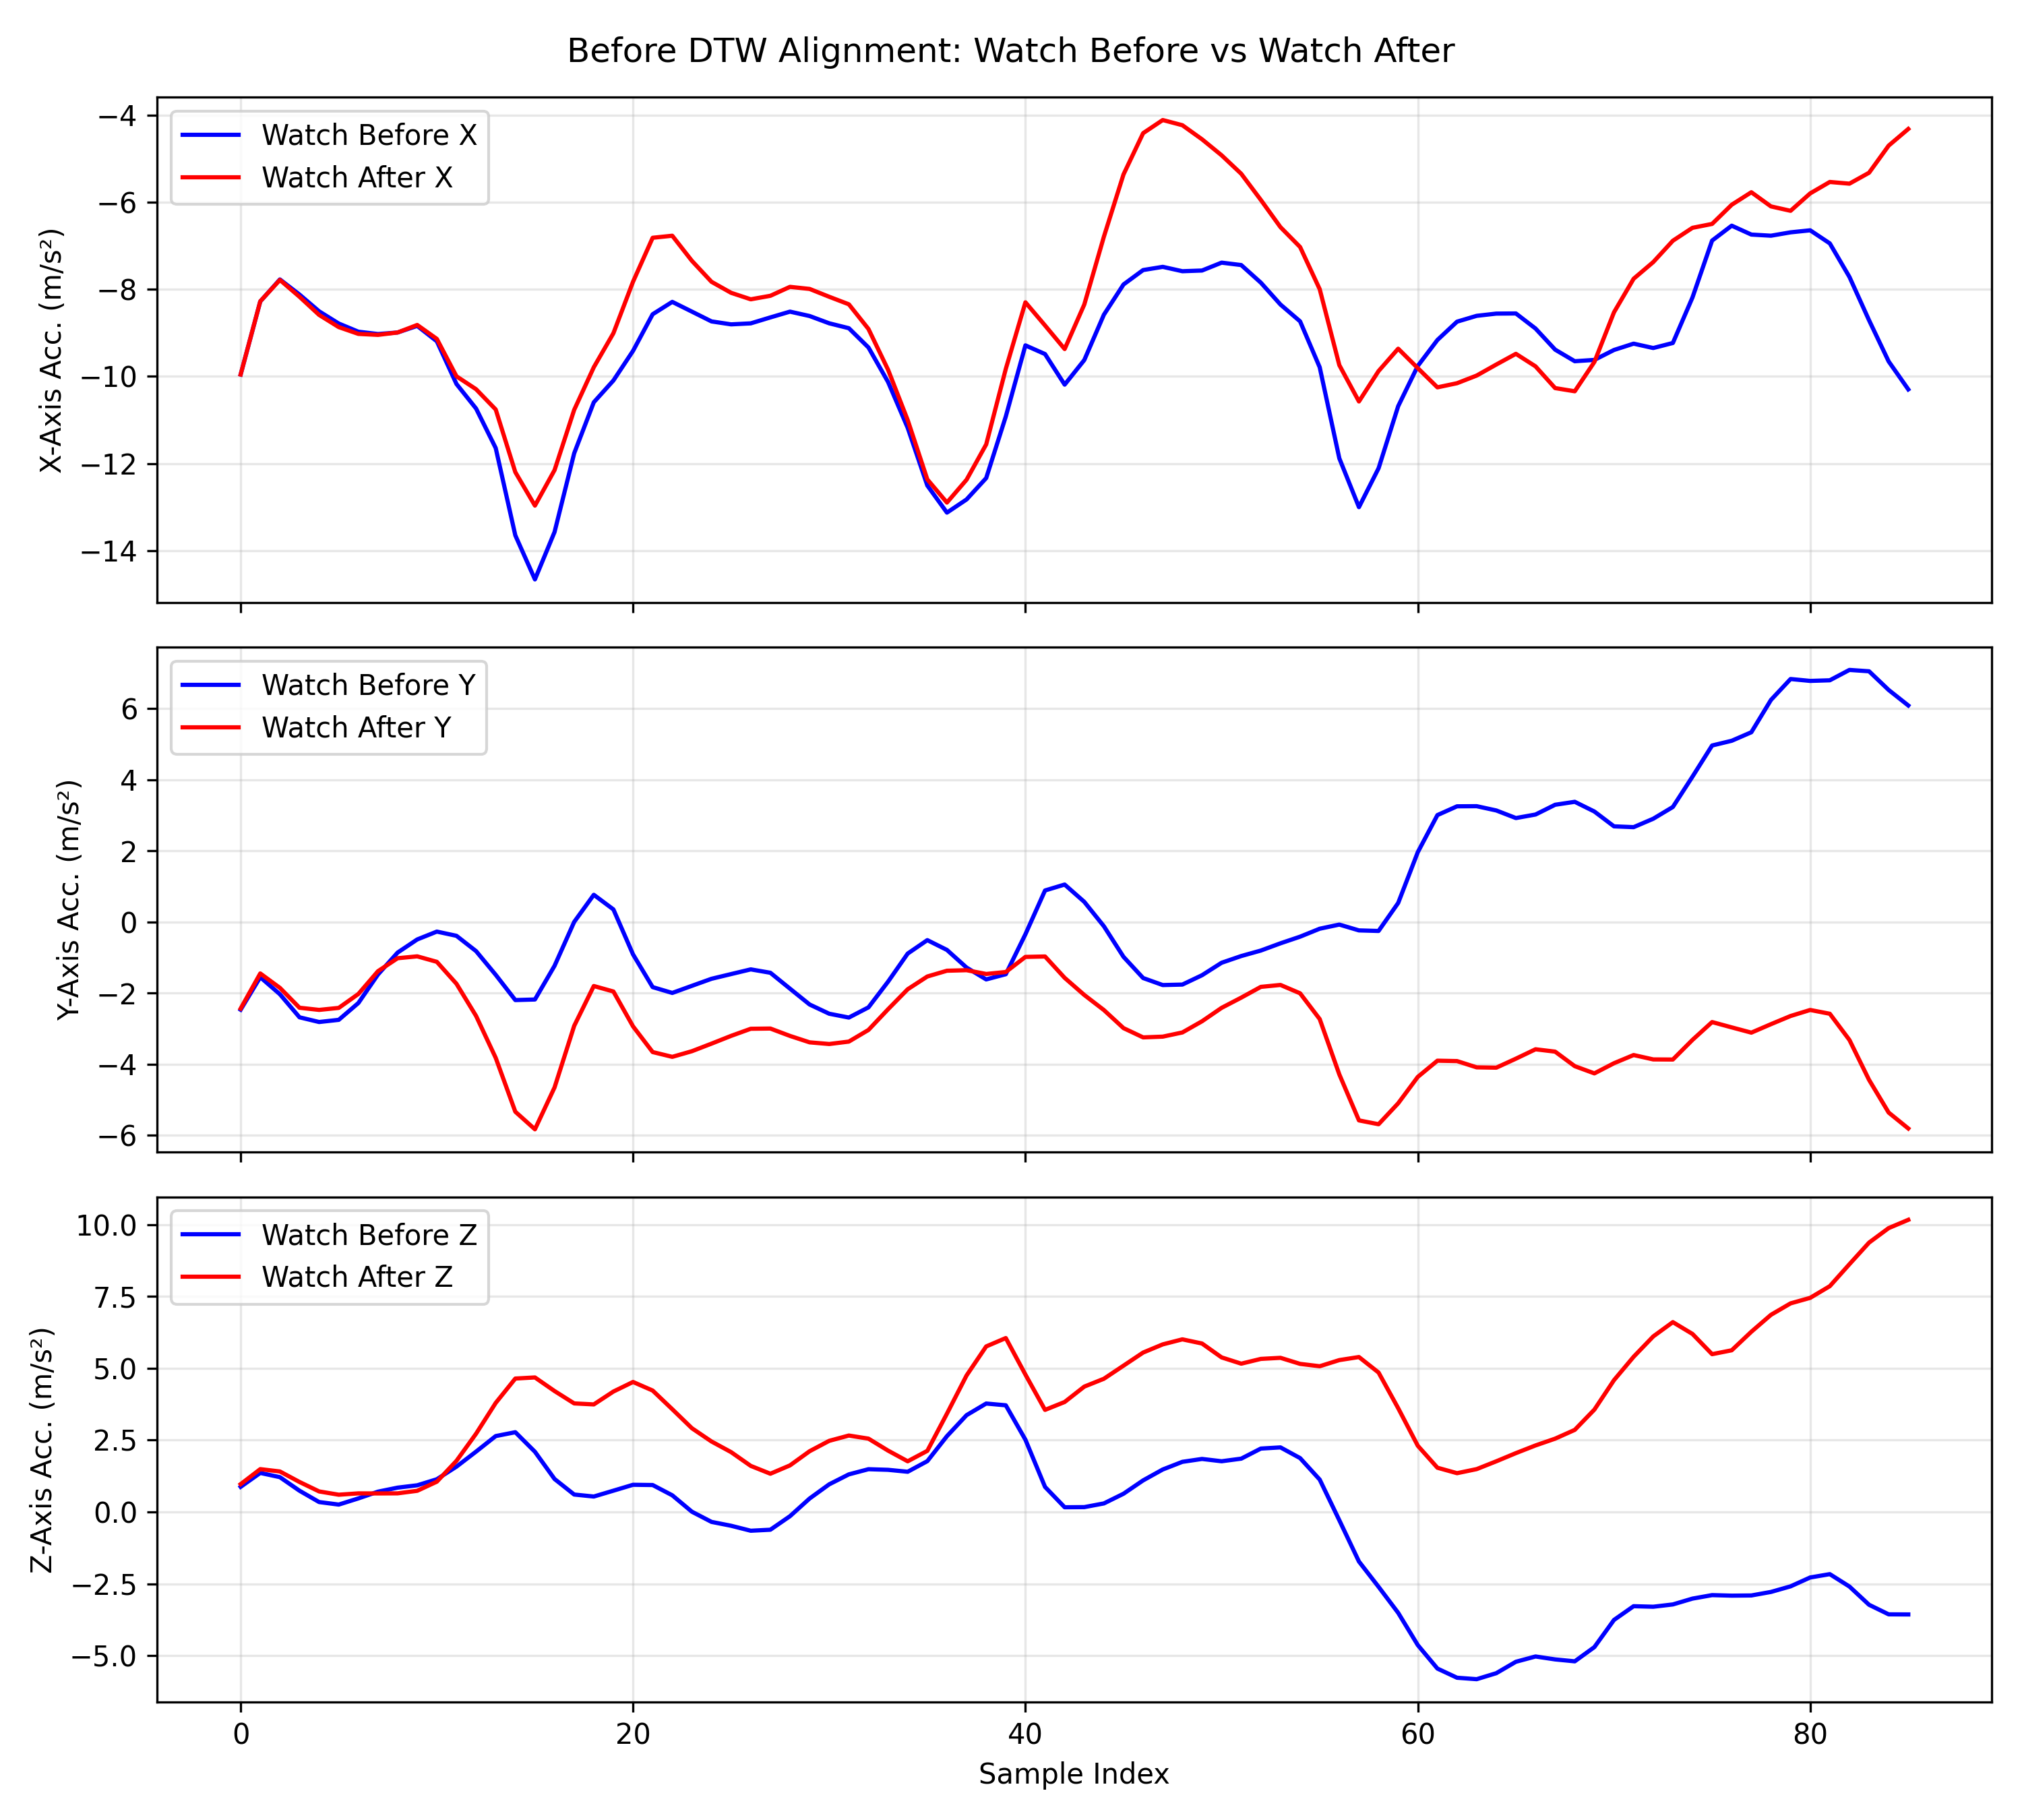 Before DTW Alignment: Watch Before vs Watch After
−4
−6
−8
−10
−12
−14
X-Axis Acc. (m/s²)
Watch Before X
Watch After X
6
4
2
0
−2
−4
−6
Y-Axis Acc. (m/s²)
Watch Before Y
Watch After Y
10.0
7.5
5.0
2.5
0.0
−2.5
−5.0
Z-Axis Acc. (m/s²)
Watch Before Z
Watch After Z
0 20 40 60 80
Sample Index